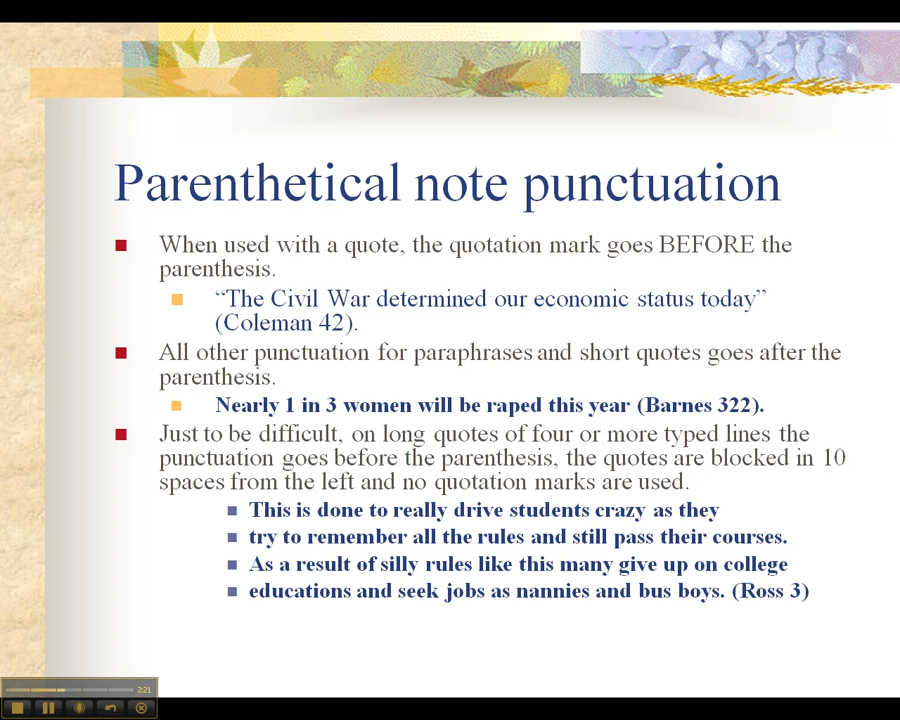 Parenthetical note punctuation
When used with a quote, the quotation mark goes BEFORE the
parenthesis.
“The Civil War determined our economic status today”
(Coleman 42).
All other punctuation for paraphrases and short quotes goes after the
parenthesis.
Nearly 1 in 3 women will be raped this year (Barnes 322).
Just to be difficult, on long quotes of four or more typed lines the
punctuation goes before the parenthesis, the quotes are blocked in 10
spaces from the left and no quotation marks are used.
This is done to really drive students crazy as they
try to remember all the rules and still pass their courses.
As a result of silly rules like this many give up on college
educations and seek jobs as nannies and bus boys. (Ross 3)
2:21